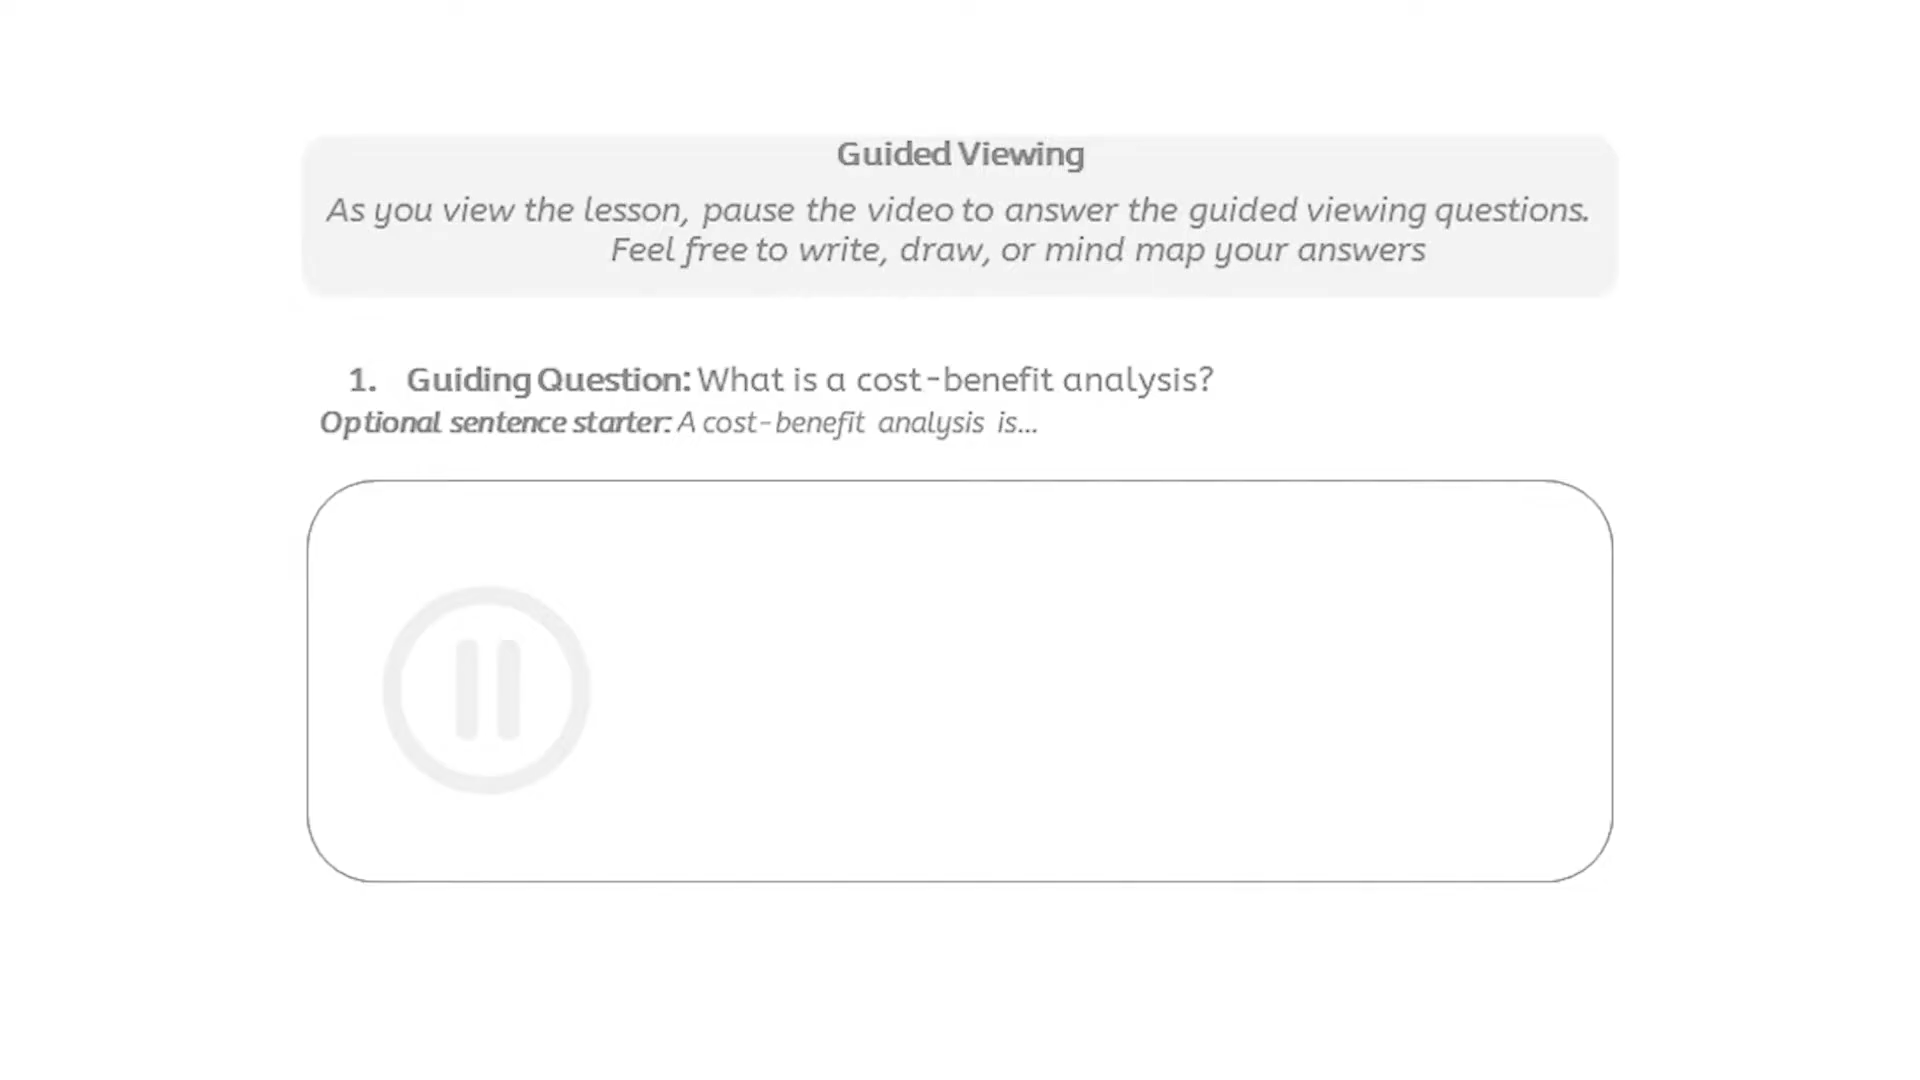 Guided Viewing
As you view the lesson, pause the video to answer the guided viewing questions.
Feel free to write, draw, or mind map your answers
1. Guiding Question: What is a cost-benefit analysis?
Optional sentence starter: A cost-benefit analysis is...